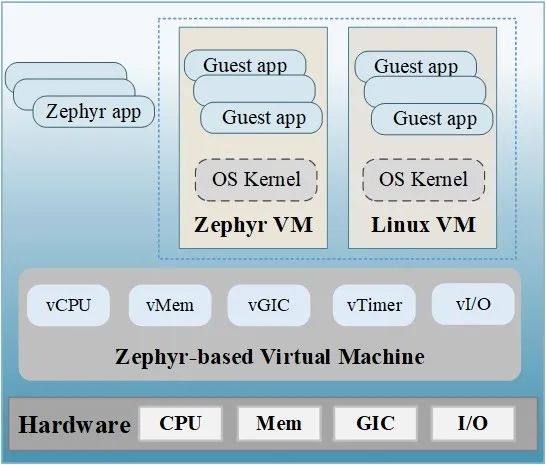 Guest app
Guest app
Zephyr app
Guest app
Guest app
OS Kernel
OS Kernel
Zephyr VM
Linux VM
vCPU
vMem
vGIC
vTimer
vI/O
Zephyr-based Virtual Machine
Hardware
CPU
Mem
GIC
I/O